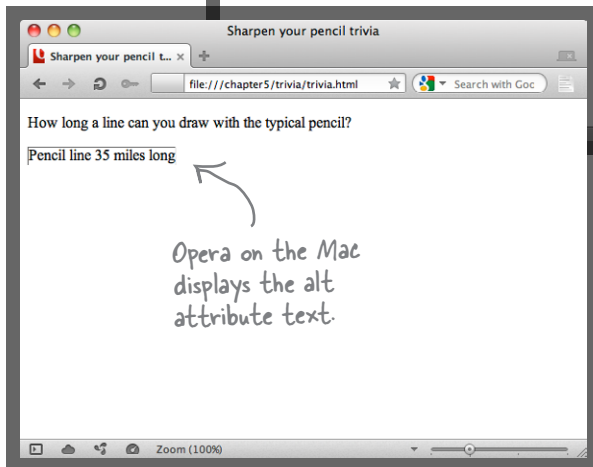 Sharpen your pencil trivia
Sharpen your pencil t...
file:///chapter5/trivia/trivia.html
Search with Goc
How long a line can you draw with the typical pencil?
Pencil line 35 miles long
Opera on the Mac
displays the alt
attribute text.
Zoom (100%)